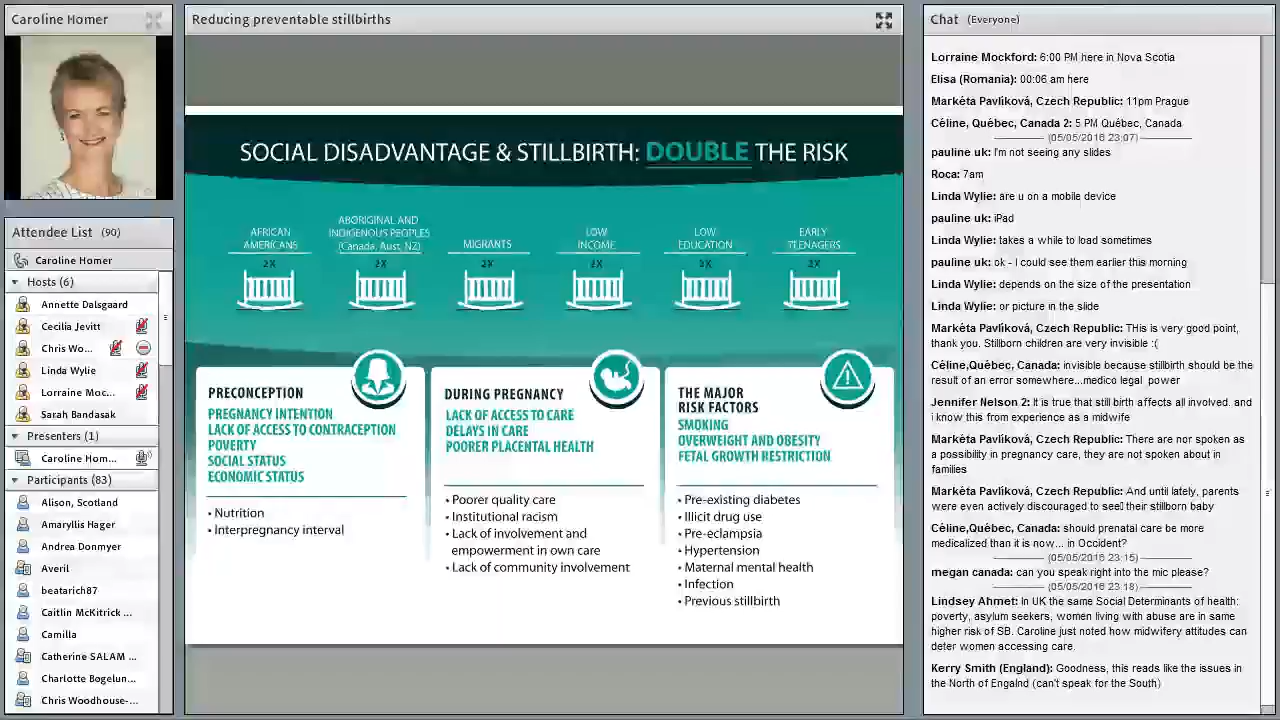 Caroline Homer
Attendee List (90)
Caroline Homer
Hosts (6)
Annette Dalsgaard
Cecilia Jevitt
Chris Wo...
Linda Wylie
Lorraine Moc...
Sarah Bandasak
Presenters (1)
Caroline Hom...
Participants (83)
Alison, Scotland
Amaryllis Hager
Andrea Donmyer
Averil
beatarich87
Caitlin McKitrick ...
Camilla
Catherine SALAM ...
Charlotte Bøgelun...
Chris Woodhouse-...
Reducing preventable stillbirths
SOCIAL DISADVANTAGE & STILLBIRTH: DOUBLE THE RISK
AFRICAN
AMERICANS
2X
ABORIGINAL AND
INDIGENOUS PEOPLES
(Canada, Aust, NZ)
2X
MIGRANTS
2X
LOW
INCOME
2X
LOW
EDUCATION
2X
EARLY
TEENAGERS
2X
PRECONCEPTION
PREGNANCY INTENTION
LACK OF ACCESS TO CONTRACEPTION
POVERTY
SOCIAL STATUS
ECONOMIC STATUS
• Nutrition
• Interpregnancy interval
DURING PREGNANCY
LACK OF ACCESS TO CARE
DELAYS IN CARE
POORER PLACENTAL HEALTH
• Poorer quality care
• Institutional racism
• Lack of involvement and
empowerment in own care
• Lack of community involvement
THE MAJOR
RISK FACTORS
SMOKING
OVERWEIGHT AND OBESITY
FETAL GROWTH RESTRICTION
• Pre-existing diabetes
• Illicit drug use
• Pre-eclampsia
• Hypertension
• Maternal mental health
• Infection
• Previous stillbirth
Chat (Everyone)
Lorraine Mockford: 6:00 PM here in Nova Scotia
Elisa (Romania): 00:06 am here
Markéta Pavlíková, Czech Republic: 11pm Prague
Céline, Québec, Canada 2: 5 PM Québec, Canada
(05/05/2016 23:07)
pauline uk: I'm not seeing any slides
Roca: 7am
Linda Wylie: are u on a mobile device
pauline uk: iPad
Linda Wylie: takes a while to load sometimes
pauline uk: ok - I could see them earlier this morning
Linda Wylie: depends on the size of the presentation
Linda Wylie: or picture in the slide
Markéta Pavlíková, Czech Republic: THis is very good point,
thank you. Stillborn children are very invisible :(
Céline,Québec, Canada: invisible because stillbirth should be the
result of an error somewhere...medico legal power
Jennifer Nelson 2: it is true that still birth affects all involved. and
i know this from experience as a midwife
Markéta Pavlíková, Czech Republic: There are nor spoken as
a possibility in pregnancy care, they are not spoken about in
families
Markéta Pavlíková, Czech Republic: And until lately, parents
were even actively discouraged to seeí their stillborn baby
Céline,Québec, Canada: should prenatal care be more
medicalized than it is now... in Occident?
(05/05/2016 23:15)
megan canada: can you speak right into the mic please?
(05/05/2016 23:18)
Lindsey Ahmet: In UK the same Social Determinants of health:
poverty, asylum seekers, women living with abuse are in same
higher risk of SB. Caroline just noted how midwifery attitudes can
deter women accessing care.
Kerry Smith (England): Goodness, this reads like the issues in
the North of Engalnd (can't speak for the South)